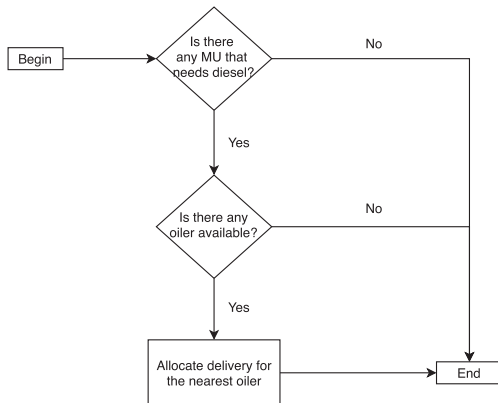 Is there
any MU that
needs diesel?
No
Begin
Yes
Is there any
oiler available?
No
Yes
Allocate delivery for
the nearest oiler
End